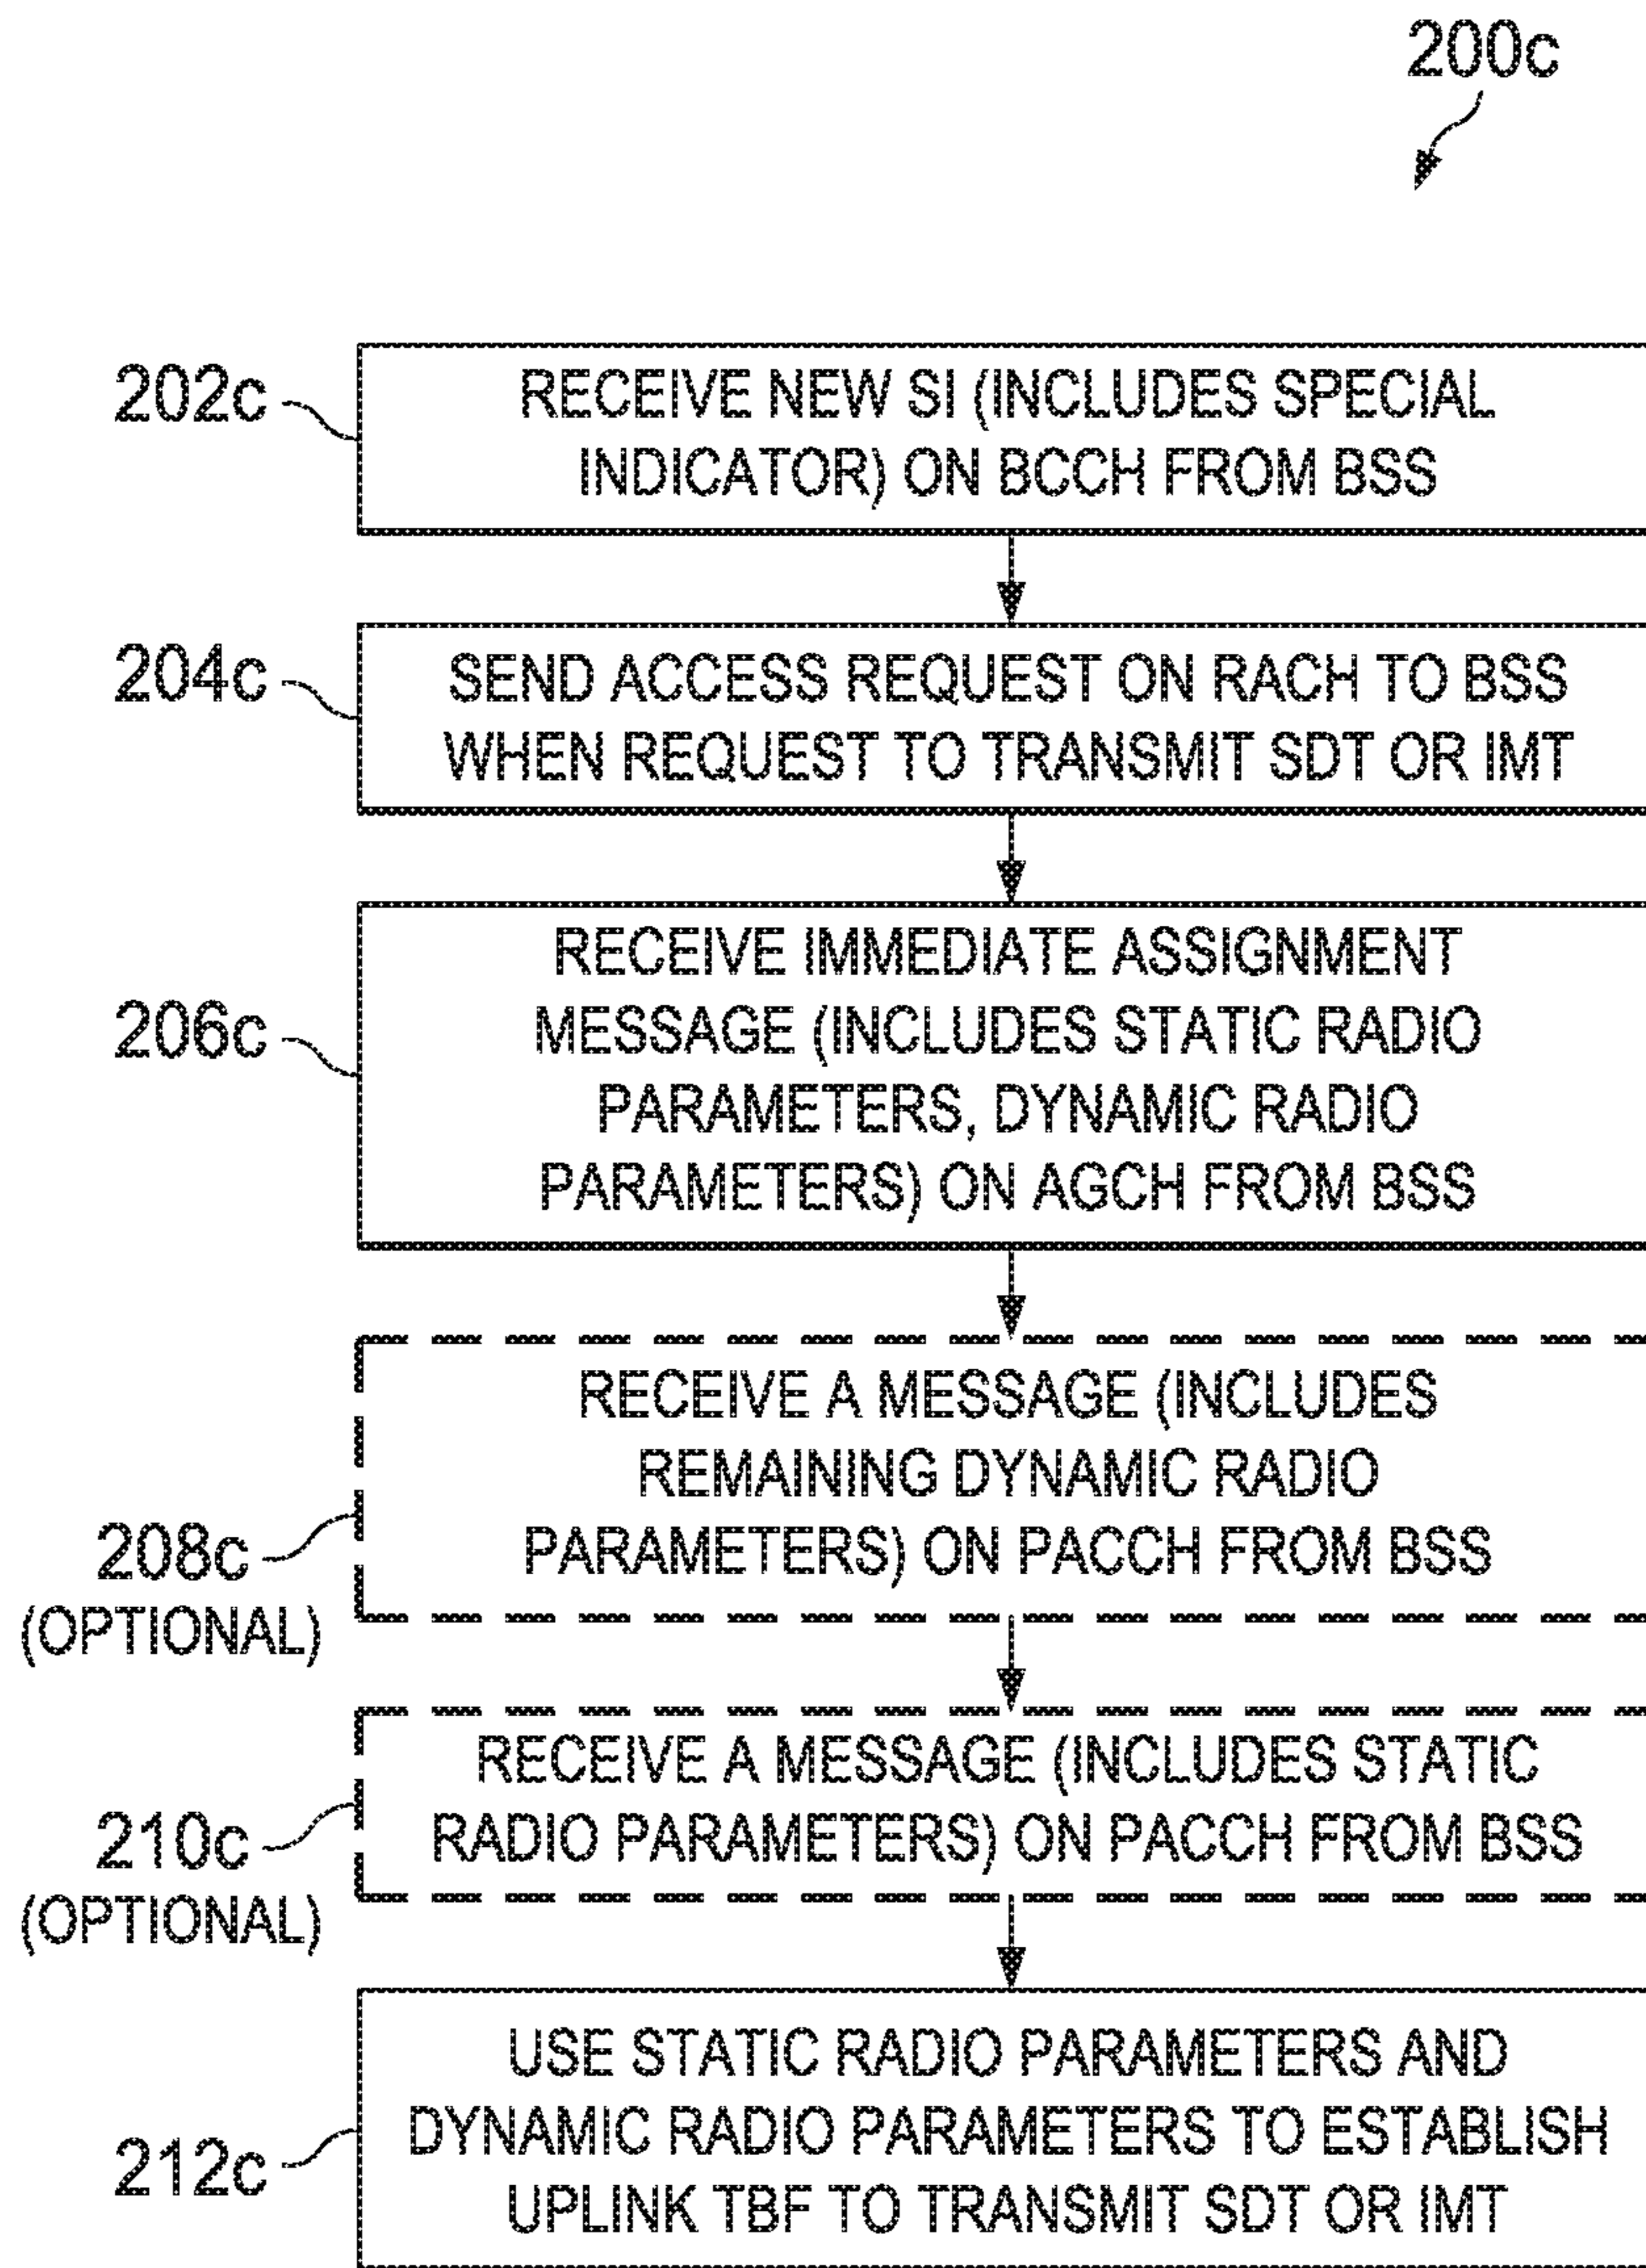 200c
202c
RECEIVE NEW SI (INCLUDES SPECIAL
INDICATOR) ON BCCH FROM BSS
204c
SEND ACCESS REQUEST ON RACH TO BSS
WHEN REQUEST TO TRANSMIT SDT OR IMT
206c
RECEIVE IMMEDIATE ASSIGNMENT
MESSAGE (INCLUDES STATIC RADIO
PARAMETERS, DYNAMIC RADIO
PARAMETERS) ON AGCH FROM BSS
208c
(OPTIONAL)
RECEIVE A MESSAGE (INCLUDES
REMAINING DYNAMIC RADIO
PARAMETERS) ON PACCH FROM BSS
210c
(OPTIONAL)
RECEIVE A MESSAGE (INCLUDES STATIC
RADIO PARAMETERS) ON PACCH FROM BSS
212c
USE STATIC RADIO PARAMETERS AND
DYNAMIC RADIO PARAMETERS TO ESTABLISH
UPLINK TBF TO TRANSMIT SDT OR IMT